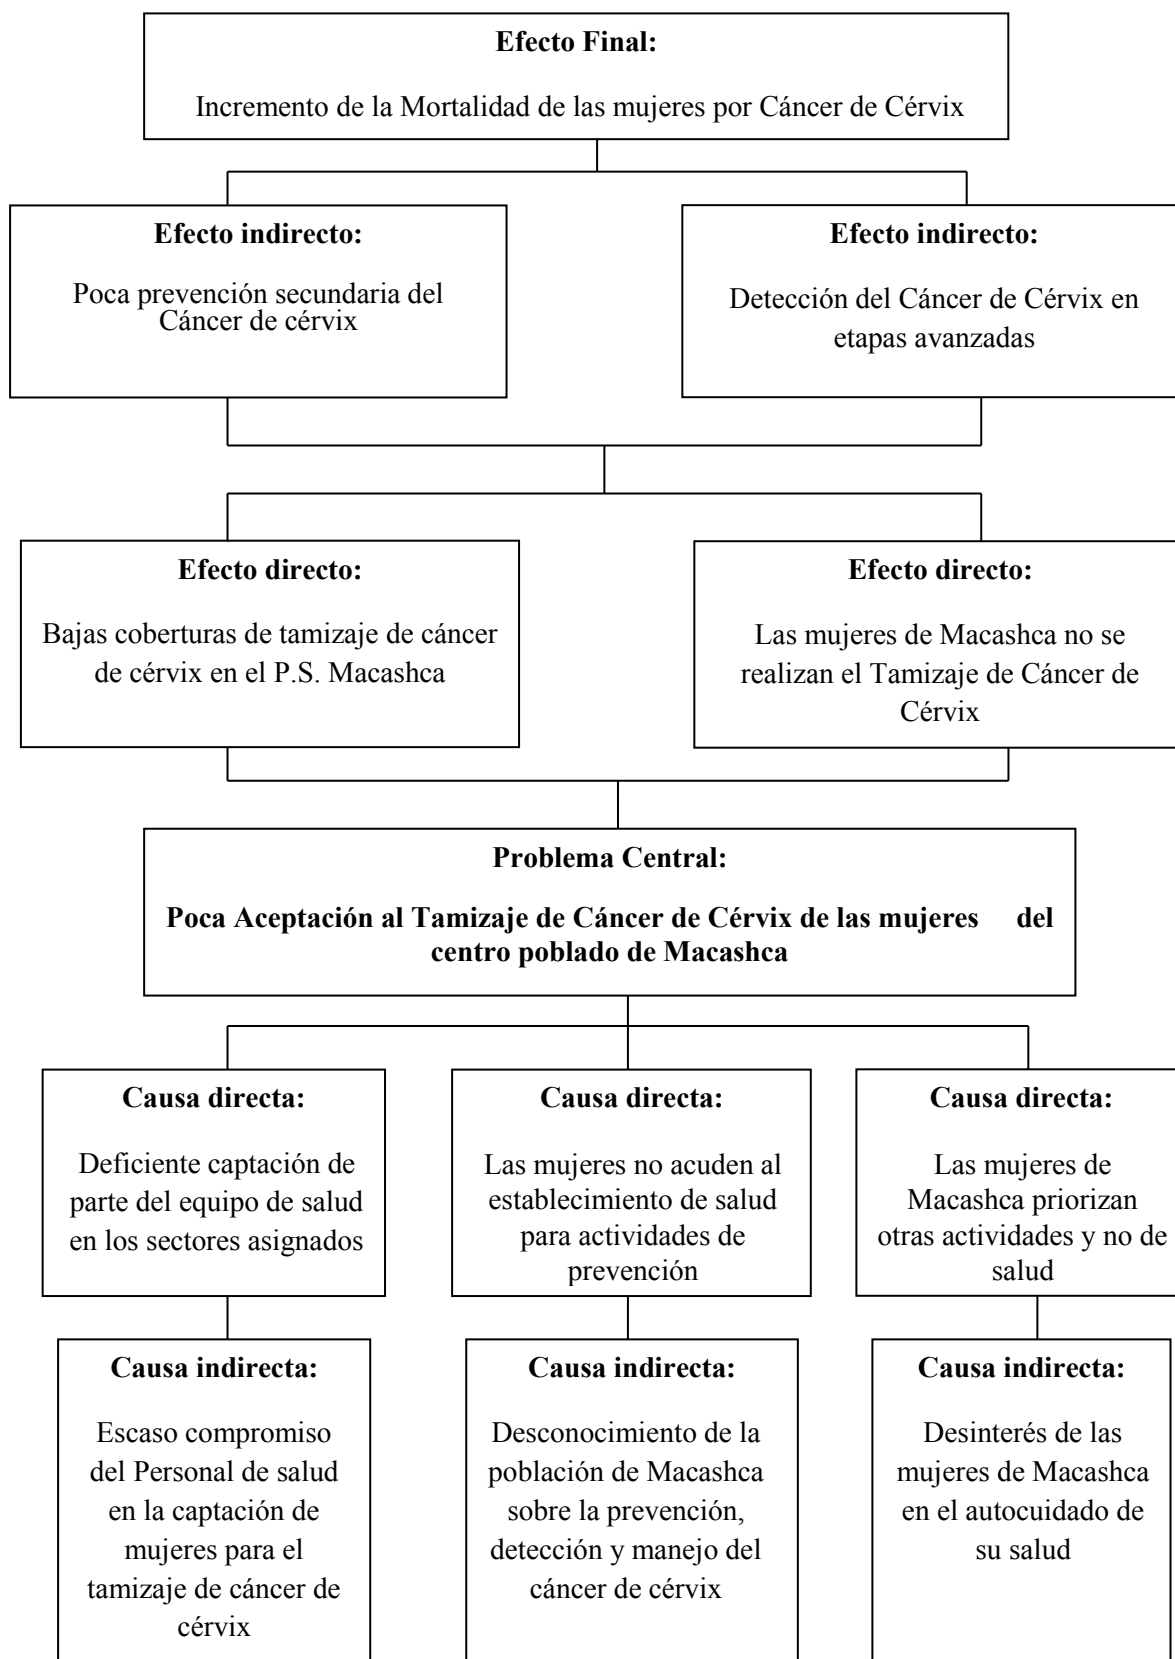 Efecto Final:
Incremento de la Mortalidad de las mujeres por Cáncer de Cérvix
Efecto indirecto:
Poca prevención secundaria del
Cáncer de cérvix
Efecto indirecto:
Detección del Cáncer de Cérvix en
etapas avanzadas
Efecto directo:
Bajas coberturas de tamizaje de cáncer
de cérvix en el P.S. Macashca
Efecto directo:
Las mujeres de Macashca no se
realizan el Tamizaje de Cáncer de
Cérvix
Problema Central:
Poca Aceptación al Tamizaje de Cáncer de Cérvix de las mujeres del
centro poblado de Macashca
Causa directa:
Deficiente captación de
parte del equipo de salud
en los sectores asignados
Causa directa:
Las mujeres no acuden al
establecimiento de salud
para actividades de
prevención
Causa directa:
Las mujeres de
Macashca priorizan
otras actividades y no de
salud
Causa indirecta:
Escaso compromiso
del Personal de salud
en la captación de
mujeres para el
tamizaje de cáncer de
cérvix
Causa indirecta:
Desconocimiento de la
población de Macashca
sobre la prevención,
detección y manejo del
cáncer de cérvix
Causa indirecta:
Desinterés de las
mujeres de Macashca
en el autocuidado de
su salud